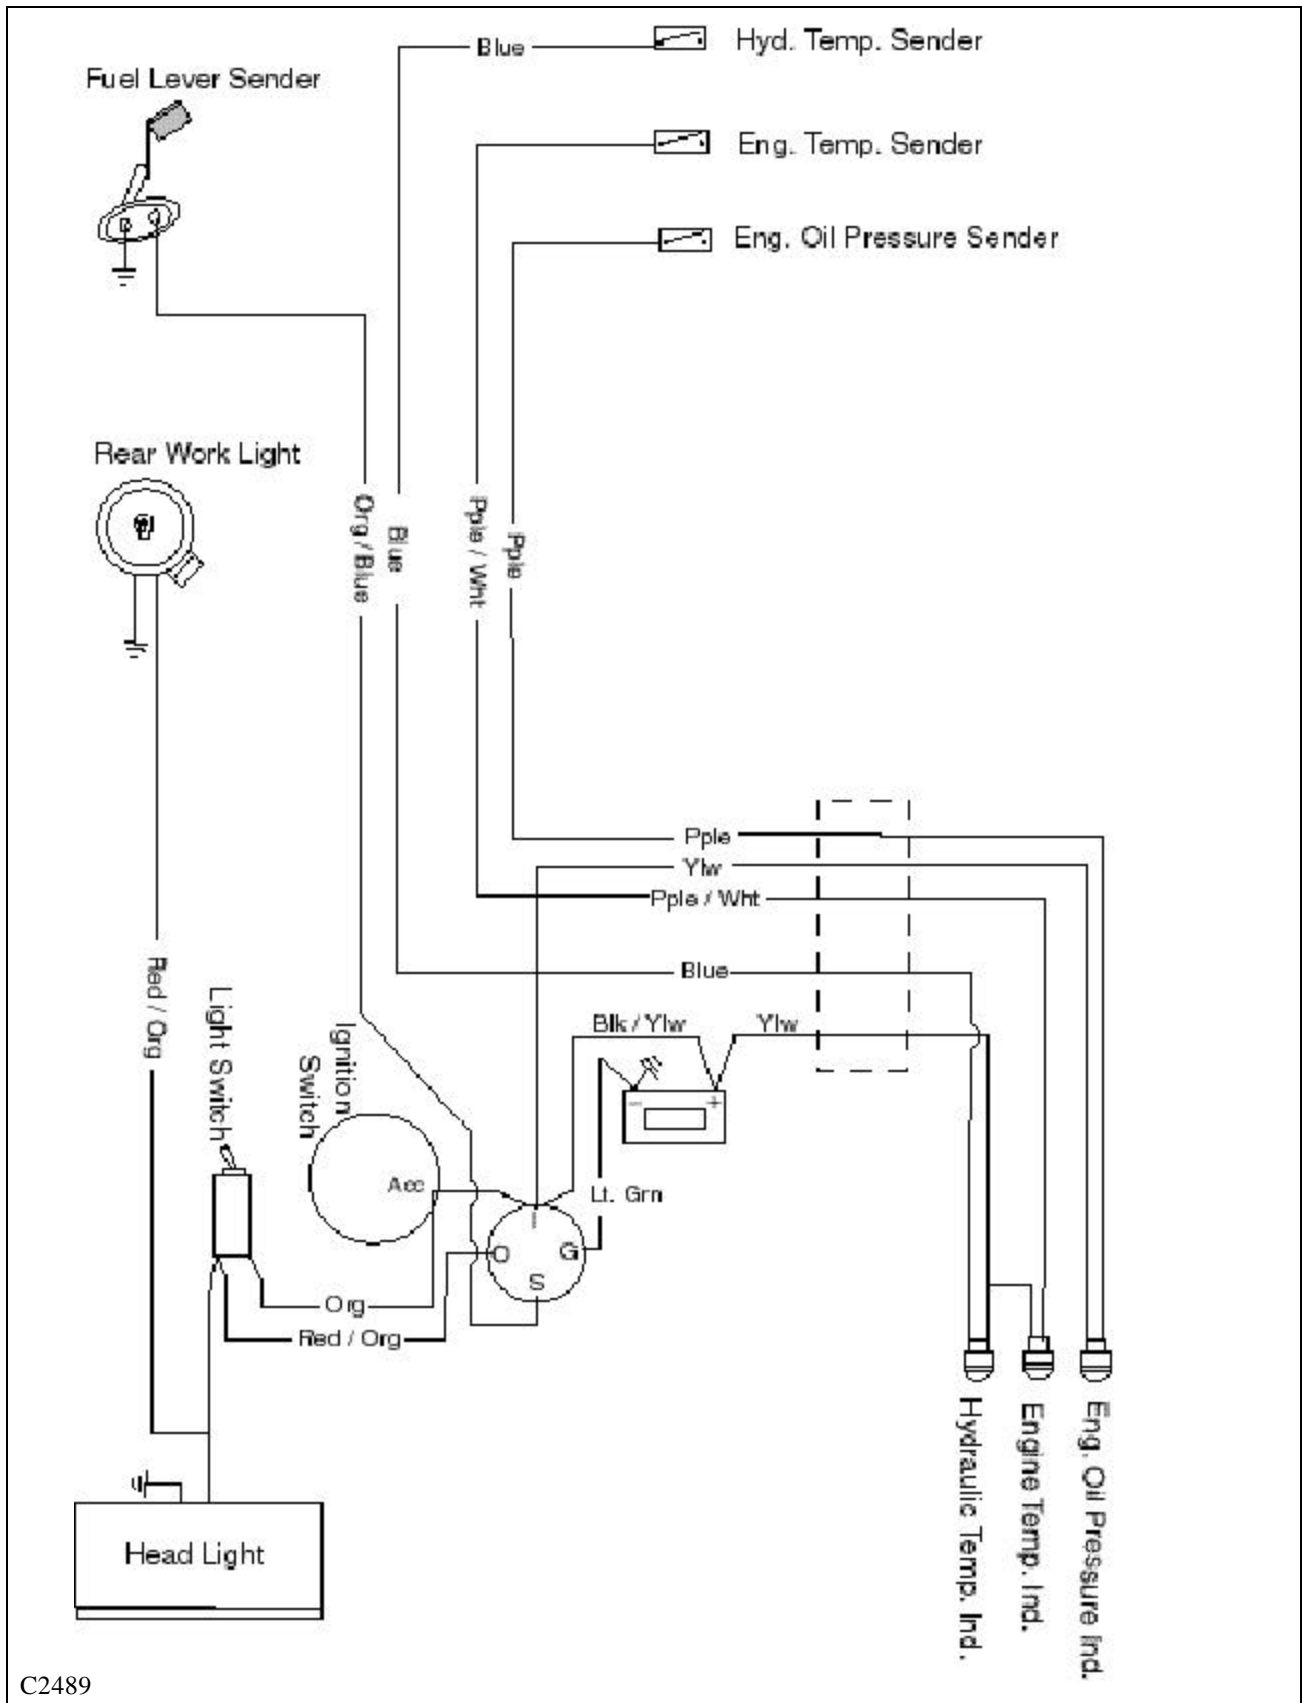 Blue
Hyd. Temp. Sender
Fuel Lever Sender
Eng. Temp. Sender
Eng. Oil Pressure Sender
Rear Work Light
Org / Blue
Blue
Pple / Wht
Pple
Pple
Ylw
Pple / Wht
Blue
Red / Org
Light Switch
Ignition
Switch
Blk / Ylw
Ylw
- +
Acc
Lt. Grn
I
O
G
S
Org
Red / Org
Hydraulic Temp. Ind.
Engine Temp. Ind.
Eng. Oil Pressure Ind.
Head Light
C2489